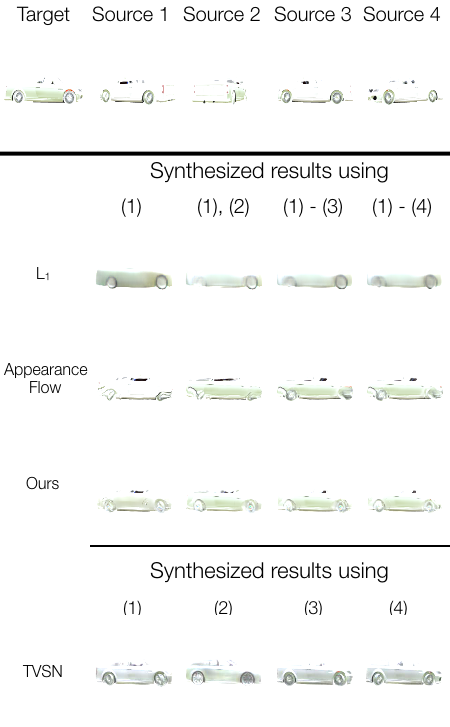 Target Source 1 Source 2 Source 3 Source 4
Synthesized results using
(1) (1), (2) (1) - (3) (1) - (4)
L₁
Appearance
Flow
Ours
Synthesized results using
(1) (2) (3) (4)
TVSN